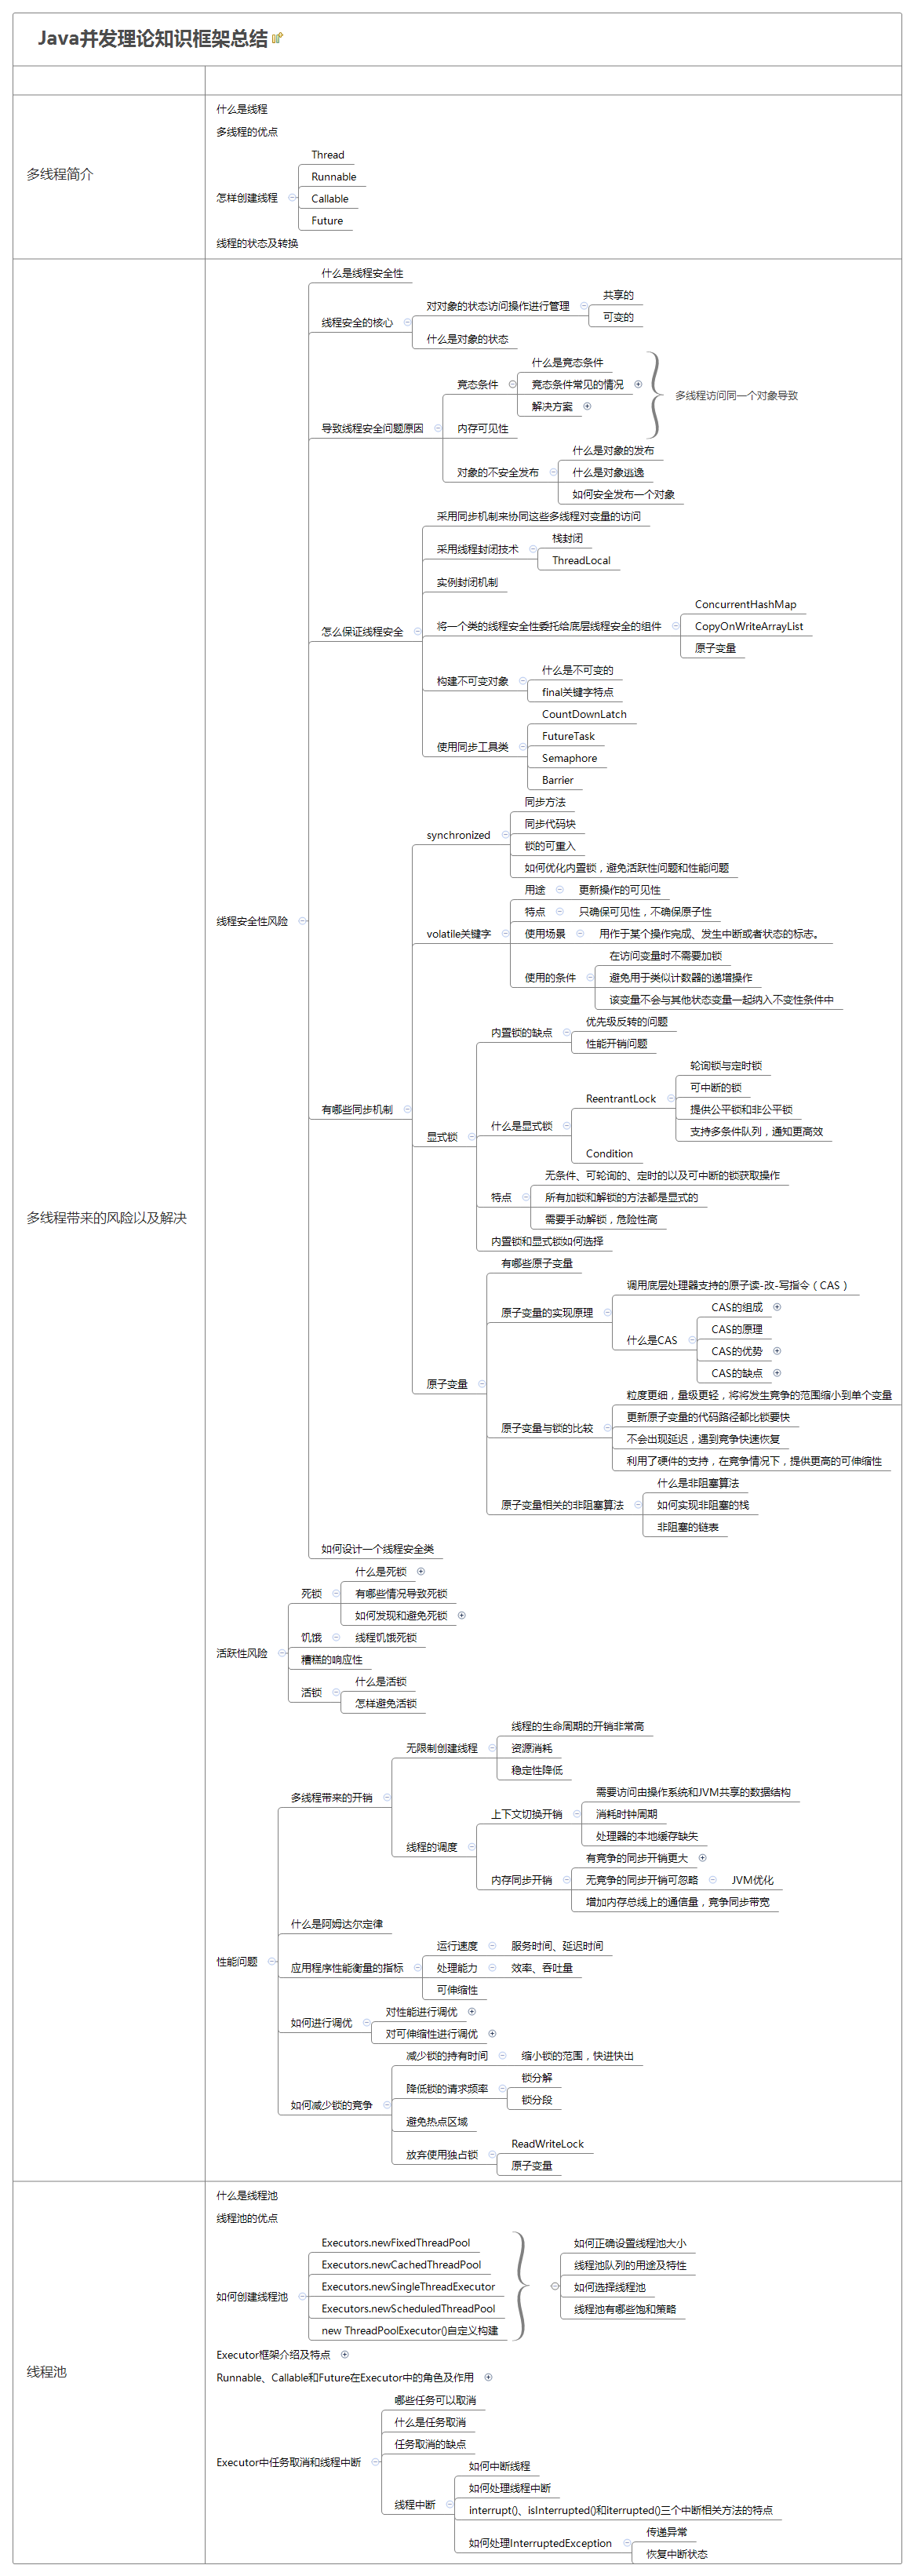 Java并发理论知识框架总结
多线程简介
什么是线程
多线程的优点
怎样创建线程
Thread
Runnable
Callable
Future
线程的状态及转换
多线程带来的风险以及解决
线程安全性风险
什么是线程安全性
线程安全的核心
对对象的状态访问操作进行管理
共享的
可变的
什么是对象的状态
导致线程安全问题原因
竟态条件
什么是竟态条件
竟态条件常见的情况
解决方案
内存可见性
多线程访问同一个对象导致
对象的不安全发布
什么是对象的发布
什么是对象逃逸
如何安全发布一个对象
怎么保证线程安全
采用同步机制来协同这些多线程对变量的访问
采用线程封闭技术
栈封闭
ThreadLocal
实例封闭机制
将一个类的线程安全性委托给底层线程安全的组件
ConcurrentHashMap
CopyOnWriteArrayList
原子变量
构建不可变对象
什么是不可变的
final关键字特点
使用同步工具类
CountDownLatch
FutureTask
Semaphore
Barrier
有哪些同步机制
synchronized
同步方法
同步代码块
锁的可重入
如何优化内置锁，避免活跃性问题和性能问题
volatile关键字
用途
更新操作的可见性
特点
只确保可见性，不确保原子性
使用场景
用作于某个操作完成、发生中断或者状态的标志。
使用的条件
在访问变量时不需要加锁
避免用于类似计数器的递增操作
该变量不会与其他状态变量一起纳入不变性条件中
显式锁
内置锁的缺点
优先级反转的问题
性能开销问题
什么是显式锁
ReentrantLock
轮询锁与定时锁
可中断的锁
提供公平锁和非公平锁
支持多条件队列，通知更高效
Condition
特点
无条件、可轮询的、定时的以及可中断的锁获取操作
所有加锁和解锁的方法都是显式的
需要手动解锁，危险性高
内置锁和显式锁如何选择
原子变量
有哪些原子变量
原子变量的实现原理
调用底层处理器支持的原子读-改-写指令（CAS）
什么是CAS
CAS的组成
CAS的原理
CAS的优势
CAS的缺点
原子变量与锁的比较
粒度更细，量级更轻，将将发生竞争的范围缩小到单个变量
更新原子变量的代码路径都比锁要快
不会出现延迟，遇到竞争快速恢复
利用了硬件的支持，在竞争情况下，提供更高的可伸缩性
原子变量相关的非阻塞算法
什么是非阻塞算法
如何实现非阻塞的栈
非阻塞的链表
如何设计一个线程安全类
活跃性风险
死锁
什么是死锁
有哪些情况导致死锁
如何发现和避免死锁
饥饿
线程饥饿死锁
糟糕的响应性
活锁
什么是活锁
怎样避免活锁
性能问题
多线程带来的开销
无限制创建线程
线程的生命周期的开销非常高
资源消耗
稳定性降低
线程的调度
上下文切换开销
需要访问由操作系统和JVM共享的数据结构
消耗时钟周期
处理器的本地缓存缺失
内存同步开销
有竞争的同步开销更大
无竞争的同步开销可忽略
JVM优化
增加内存总线上的通信量，竞争同步带宽
什么是阿姆达尔定律
应用程序性能衡量的指标
运行速度
服务时间、延迟时间
处理能力
效率、吞吐量
可伸缩性
如何进行调优
对性能进行调优
对可伸缩性进行调优
如何减少锁的竞争
减少锁的持有时间
缩小锁的范围，快进快出
降低锁的请求频率
锁分解
锁分段
避免热点区域
放弃使用独占锁
ReadWriteLock
原子变量
线程池
什么是线程池
线程池的优点
如何创建线程池
Executors.newFixedThreadPool
Executors.newCachedThreadPool
Executors.newSingleThreadExecutor
Executors.newScheduledThreadPool
new ThreadPoolExecutor()自定义构建
如何正确设置线程池大小
线程池队列的用途及特性
如何选择线程池
线程池有哪些饱和策略
Executor框架介绍及特点
Runnable、Callable和Future在Executor中的角色及作用
Executor中任务取消和线程中断
哪些任务可以取消
什么是任务取消
任务取消的缺点
线程中断
如何中断线程
如何处理线程中断
interrupt()、isInterrupted()和iterrupted()三个中断相关方法的特点
如何处理InterruptedException
传递异常
恢复中断状态